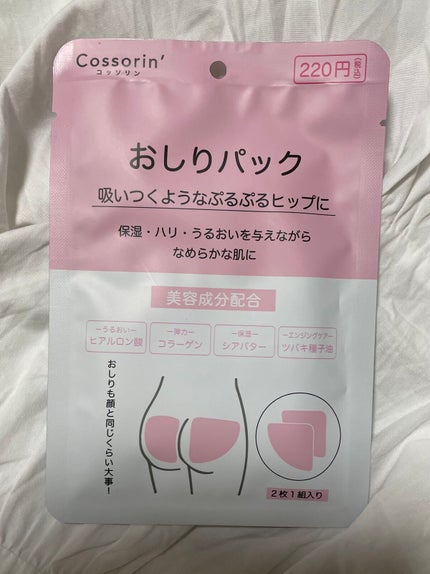 Cossorin'
コッソリン
220円(税込)
おしりパック
吸いつくようなぷるぷるヒップに
保湿・ハリ・うるおいを与えながら
なめらかな肌に
美容成分配合
ーうるおいー
ヒアルロン酸
ー弾力ー
コラーゲン
ー保湿ー
シアバター
ーエンジングケアー
ツバキ種子油
おしりも顔と同じくらい大事!
2枚1組入り